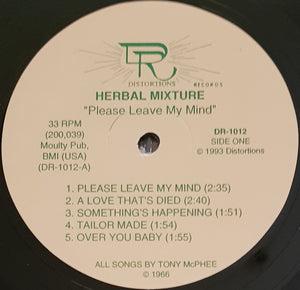 DR
DISTORTIONS RECORDS
HERBAL MIXTURE
"Please Leave My Mind"
33 RPM
(200,039)
Moulty Pub,
BMI (USA)
(DR-1012-A)
DR-1012
SIDE ONE
© 1993 Distortions
1. PLEASE LEAVE MY MIND (2:35)
2. A LOVE THAT'S DIED (2:40)
3. SOMETHING'S HAPPENING (1:51)
4. TAILOR MADE (1:54)
5. OVER YOU BABY (1:55)
ALL SONGS BY TONY McPHEE
© 1966